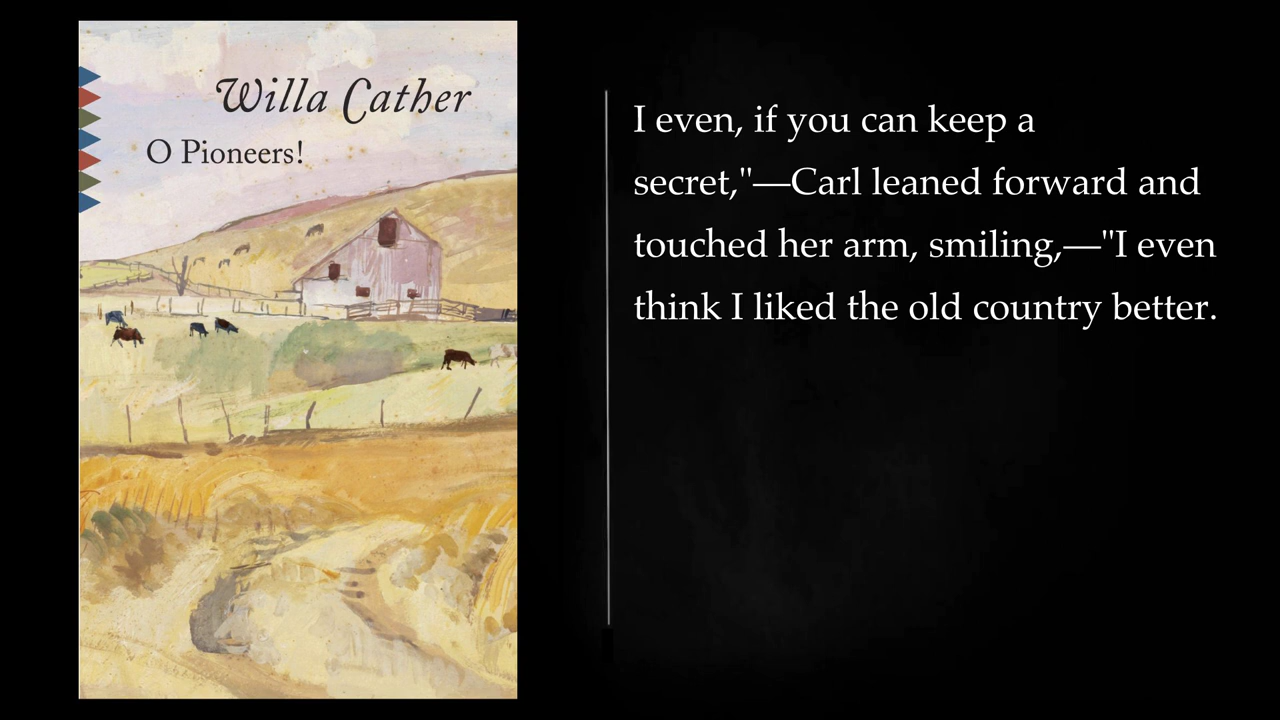 Willa Cather
O Pioneers!
I even, if you can keep a
secret,"—Carl leaned forward and
touched her arm, smiling,—"I even
think I liked the old country better.